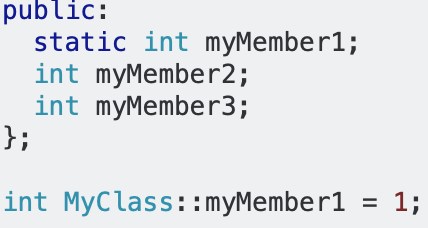 public:
  static int myMember1;
  int myMember2;
  int myMember3;
};

int MyClass::myMember1 = 1;